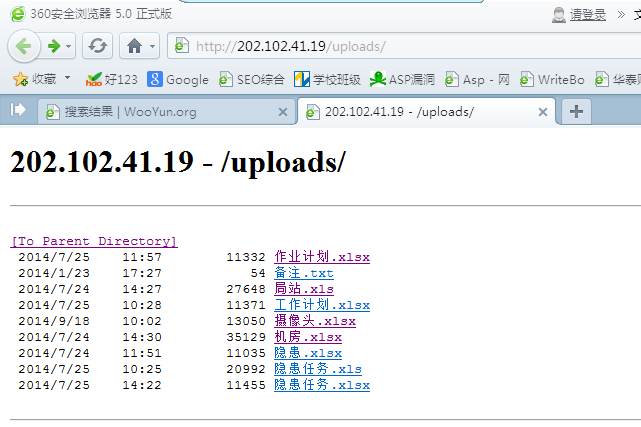 360安全浏览器 5.0 正式版 请登录 »
http://202.102.41.19/uploads/
收藏 好123 Google SEO综合 学校班级 ASP漏洞 Asp - 网 WriteBo 华泰
搜索结果 | WooYun.org 202.102.41.19 - /uploads/
202.102.41.19 - /uploads/
[To Parent Directory]
2014/7/25 11:57 11332 作业计划.xlsx
2014/1/23 17:27 54 备注.txt
2014/7/24 14:27 27648 局站.xls
2014/7/25 10:28 11371 工作计划.xlsx
2014/9/18 10:02 13050 摄像头.xlsx
2014/7/24 14:30 35129 机房.xlsx
2014/7/24 11:51 11035 隐患.xlsx
2014/7/25 10:25 20992 隐患任务.xls
2014/7/25 14:22 11455 隐患任务.xlsx